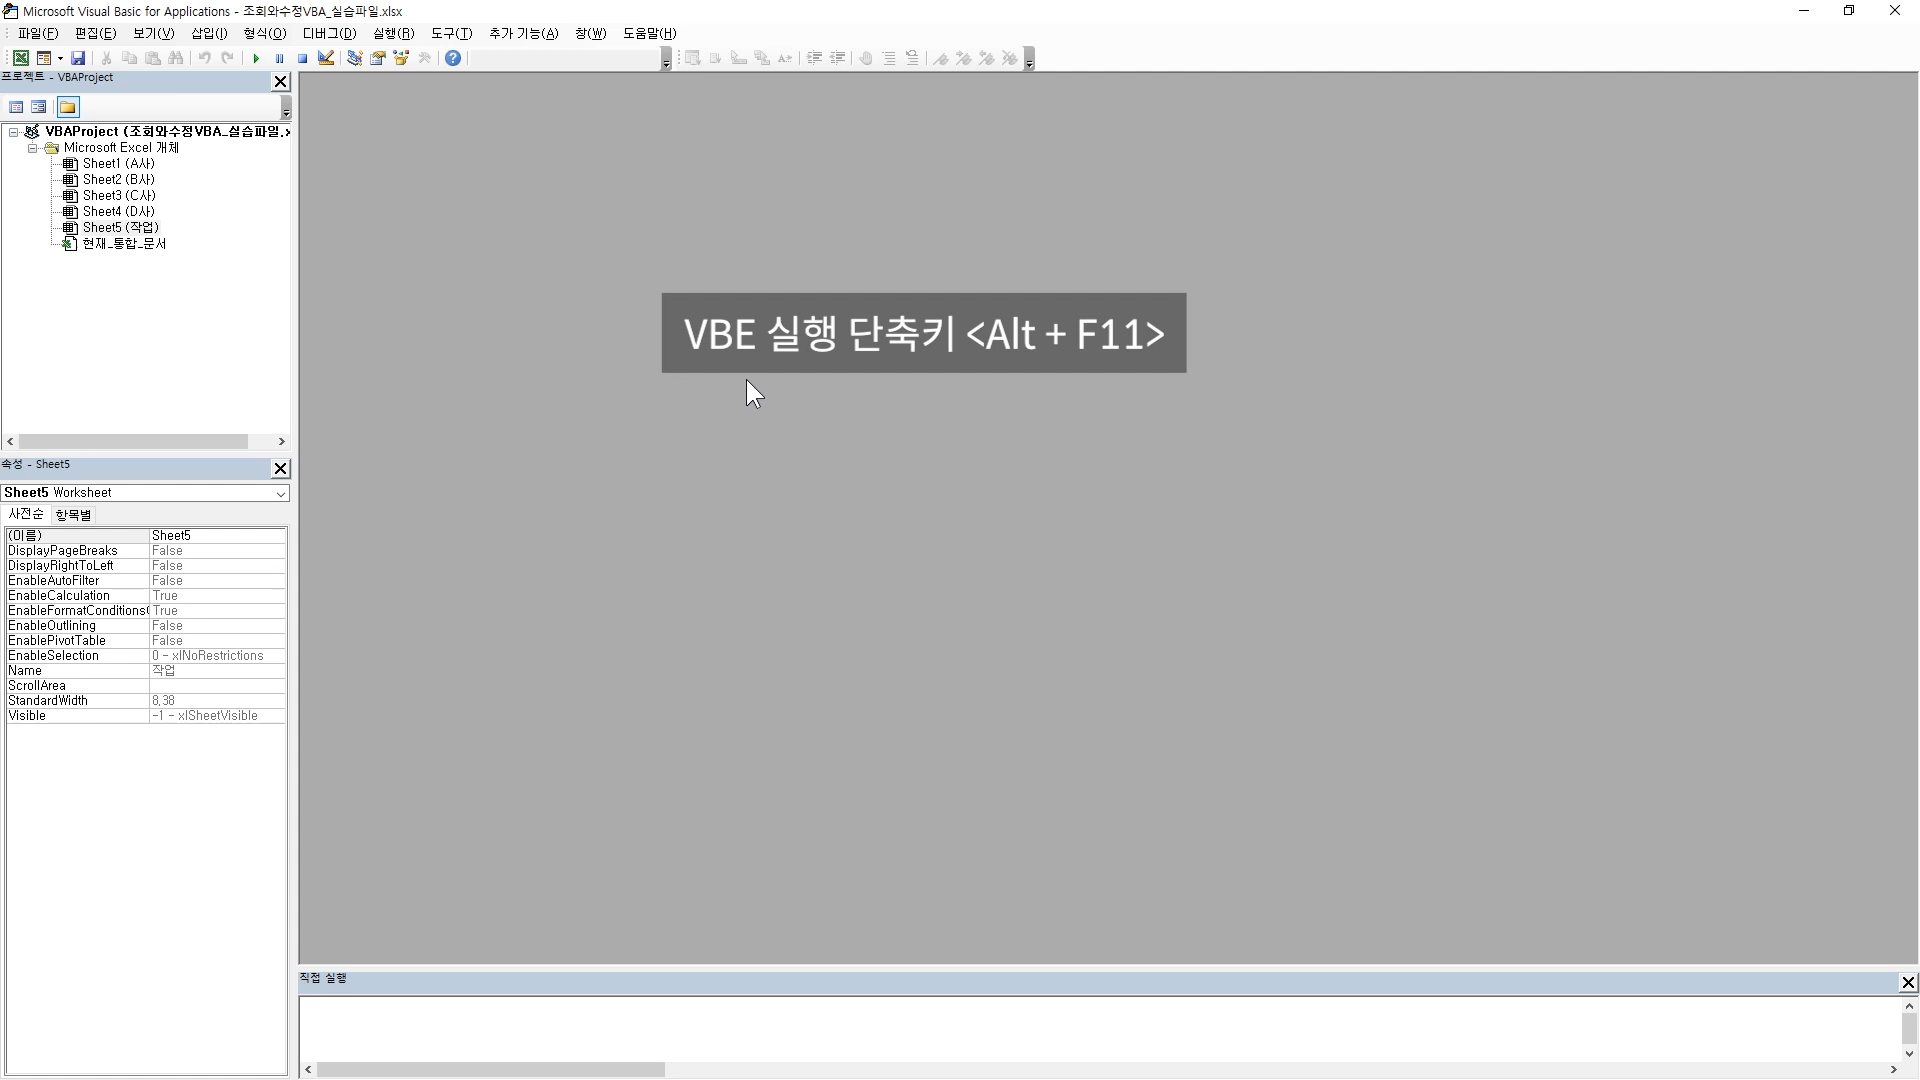 Microsoft Visual Basic for Applications - 조회와수정VBA_실습파일.xlsx
파일(F) 편집(E) 보기(V) 삽입(I) 형식(O) 디버그(D) 실행(R) 도구(T) 추가 기능(A) 창(W) 도움말(H)
프로젝트 - VBAProject
VBAProject (조회와수정VBA_실습파일.x
Microsoft Excel 개체
Sheet1 (A사)
Sheet2 (B사)
Sheet3 (C사)
Sheet4 (D사)
Sheet5 (작업)
현재_통합_문서
VBE 실행 단축키 <Alt + F11>
속성 - Sheet5
Sheet5 Worksheet
사전순 항목별
(이름) Sheet5
DisplayPageBreaks False
DisplayRightToLeft False
EnableAutoFilter False
EnableCalculation True
EnableFormatConditions( True
EnableOutlining False
EnablePivotTable False
EnableSelection 0 - xlNoRestrictions
Name 작업
ScrollArea
StandardWidth 8,38
Visible -1 - xlSheetVisible
직접 실행